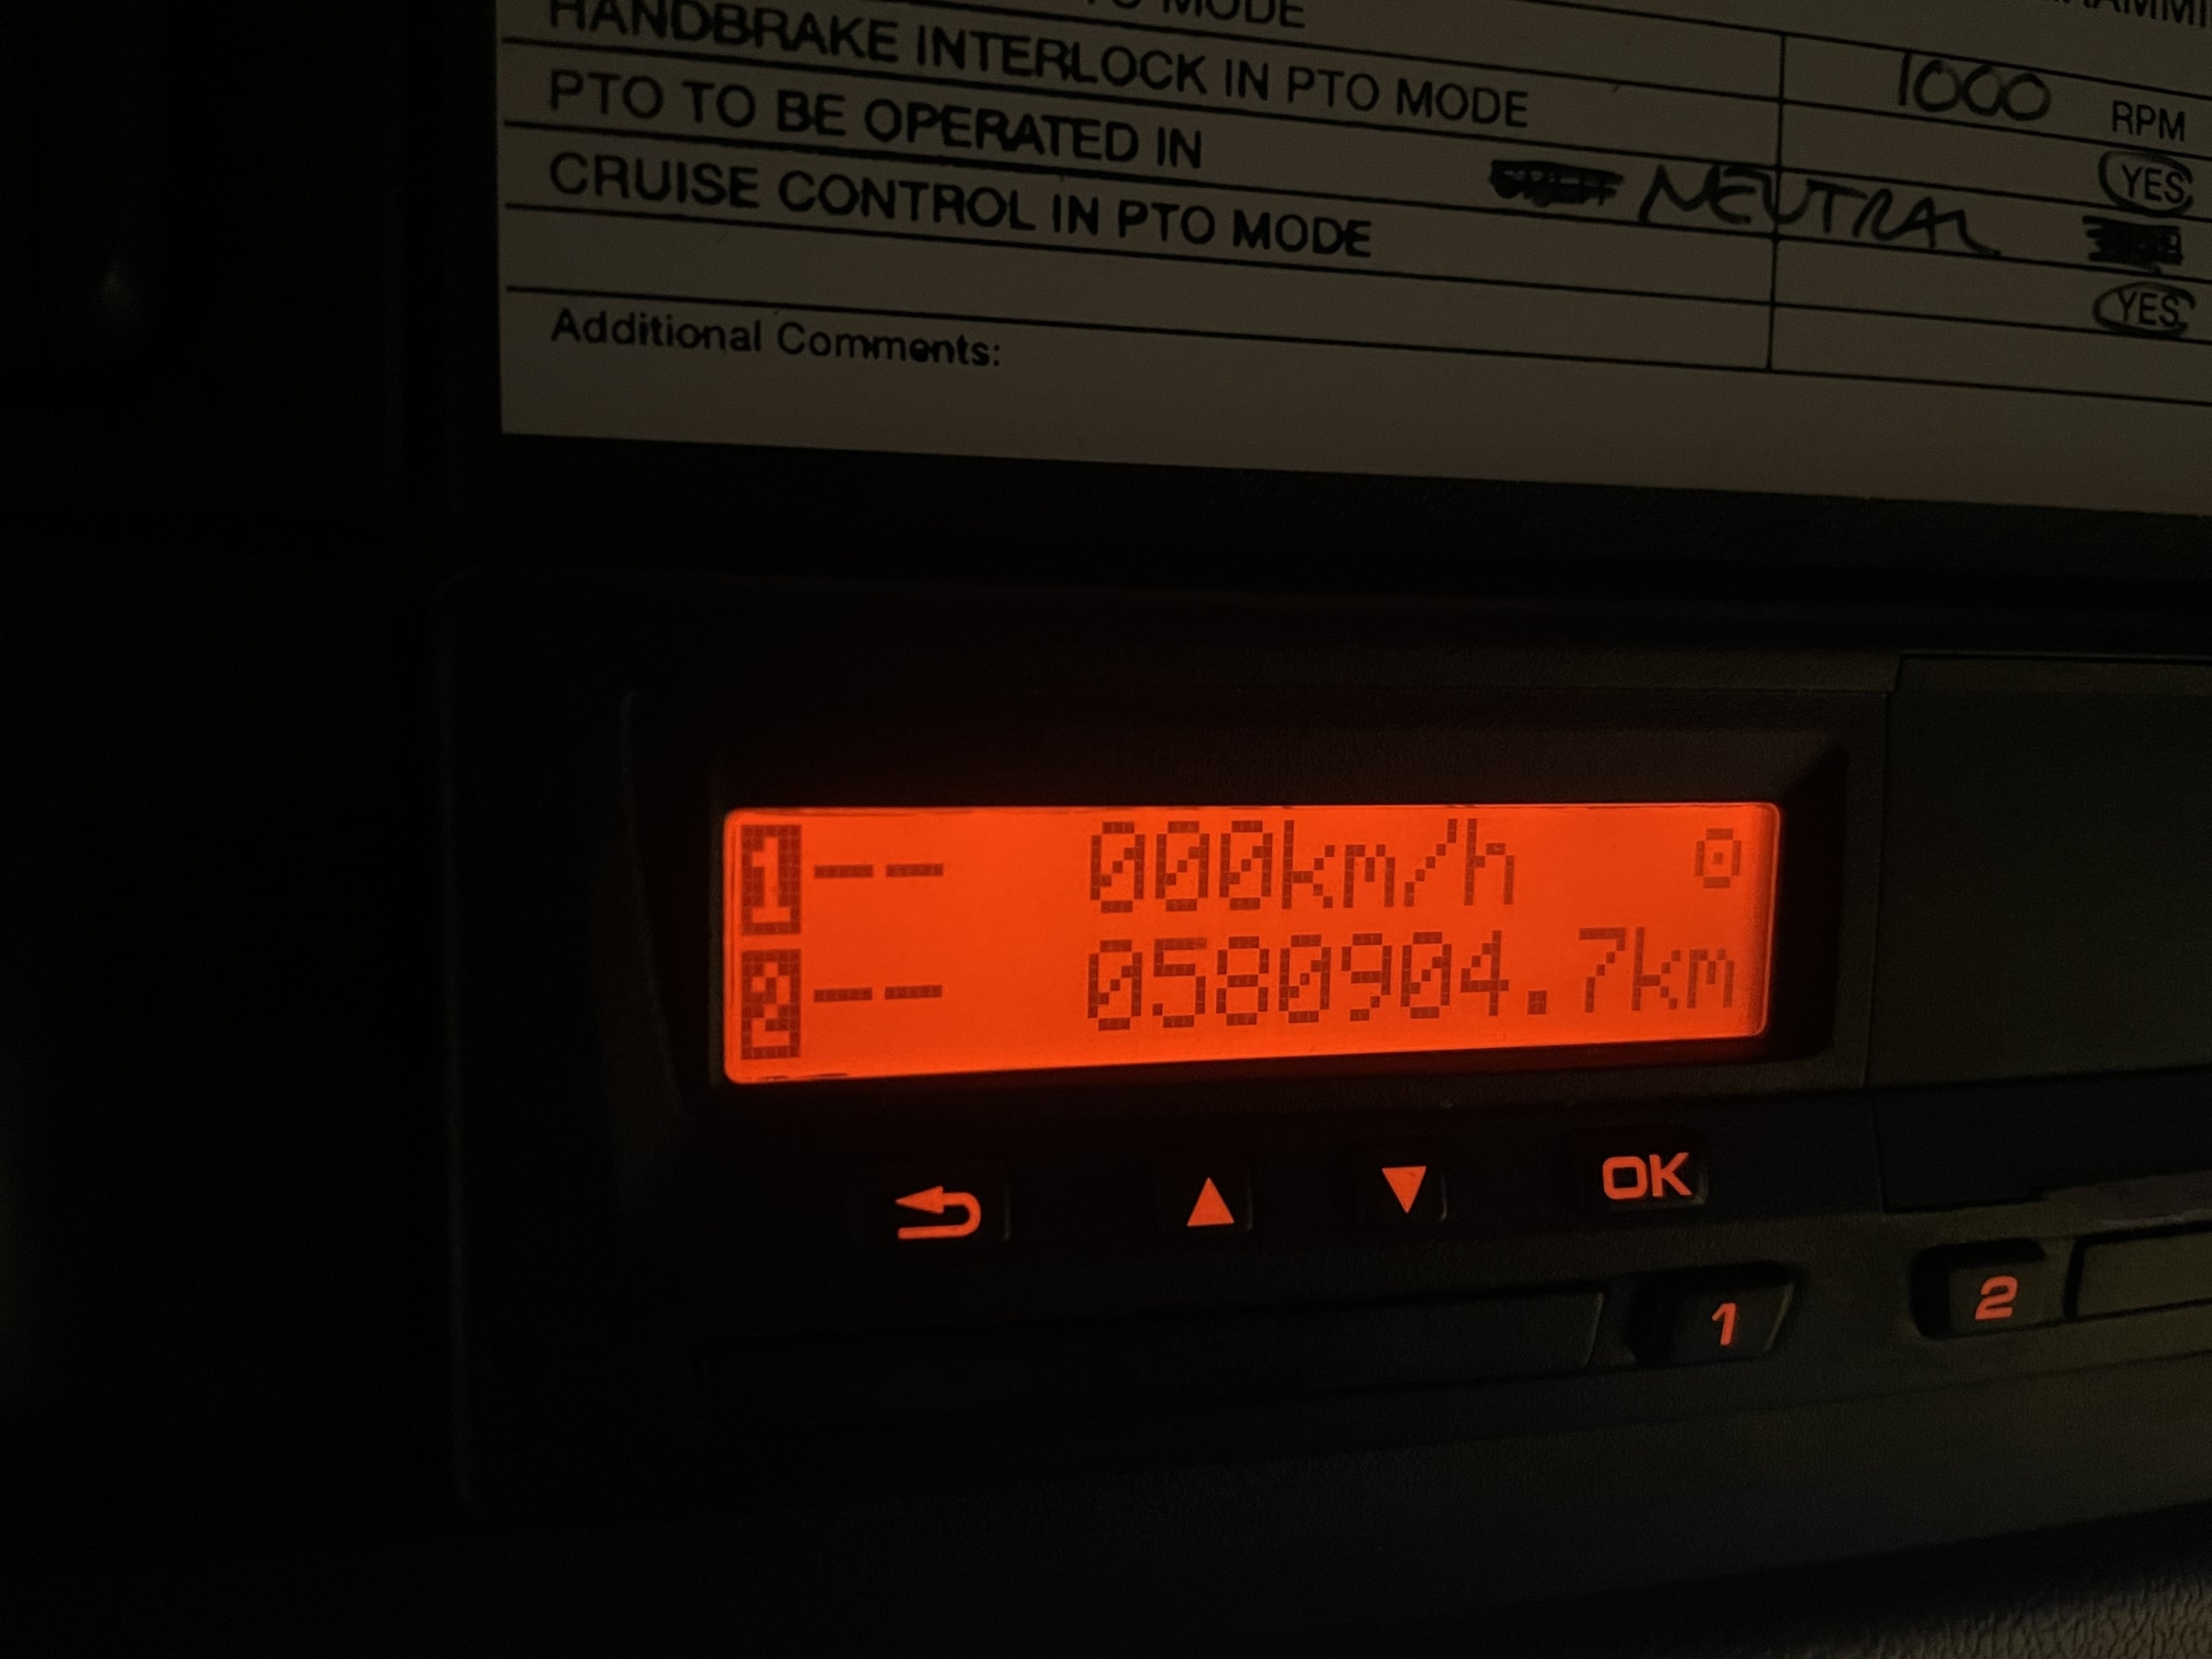 MODE
HANDBRAKE INTERLOCK IN PTO MODE
1000 RPM
PTO TO BE OPERATED IN
NEUTRAL
YES
CRUISE CONTROL IN PTO MODE
YES
Additional Comments:
1 -- 000km/h
2 -- 0580904.7km
OK
1
2